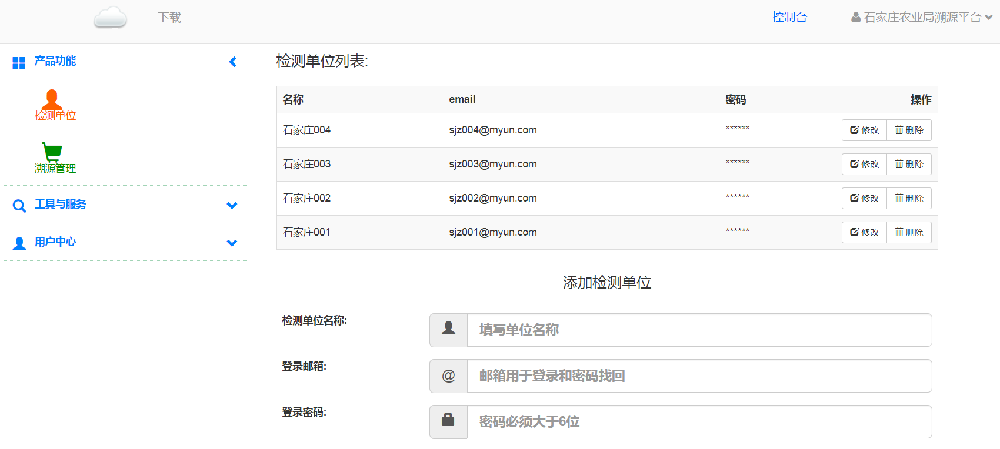 下载
控制台
石家庄农业局溯源平台
产品功能
检测单位
溯源管理
工具与服务
用户中心
检测单位列表:
名称 email 密码 操作
石家庄004 sjz004@myun.com ****** 修改 删除
石家庄003 sjz003@myun.com ****** 修改 删除
石家庄002 sjz002@myun.com ****** 修改 删除
石家庄001 sjz001@myun.com ****** 修改 删除
添加检测单位
检测单位名称: 填写单位名称
登录邮箱: @ 邮箱用于登录和密码找回
登录密码: 密码必须大于6位